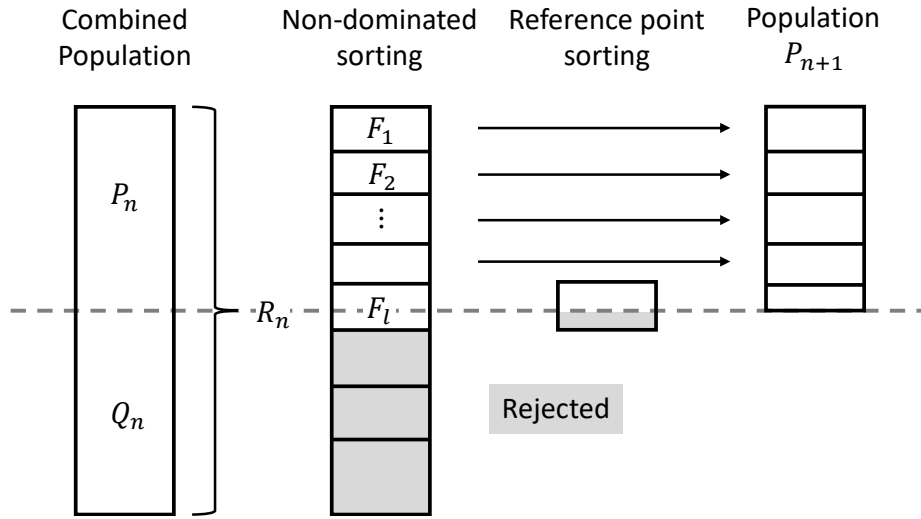 Combined
Population
Non-dominated
sorting
Reference point
sorting
Population
$P_{n+1}$
$P_n$
$Q_n$
$R_n$
$F_1$
$F_2$
⋮
$F_l$
Rejected